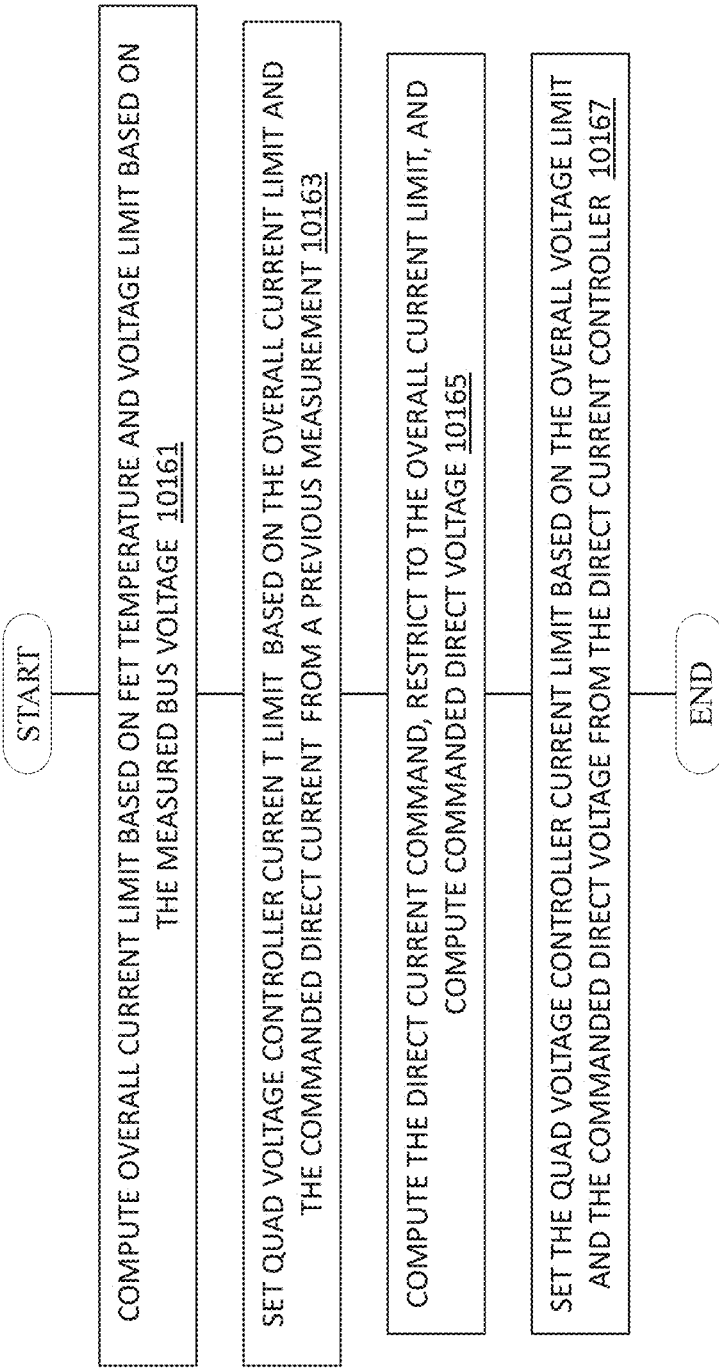 START
COMPUTE OVERALL CURRENT LIMIT BASED ON FET TEMPERATURE AND VOLTAGE LIMIT BASED ON
THE MEASURED BUS VOLTAGE 10161
SET QUAD VOLTAGE CONTROLLER CURREN T LIMIT BASED ON THE OVERALL CURRENT LIMIT AND
THE COMMANDED DIRECT CURRENT FROM A PREVIOUS MEASUREMENT 10163
COMPUTE THE DIRECT CURRENT COMMAND, RESTRICT TO THE OVERALL CURRENT LIMIT, AND
COMPUTE COMMANDED DIRECT VOLTAGE 10165
SET THE QUAD VOLTAGE CONTROLLER CURRENT LIMIT BASED ON THE OVERALL VOLTAGE LIMIT
AND THE COMMANDED DIRECT VOLTAGE FROM THE DIRECT CURRENT CONTROLLER 10167
END